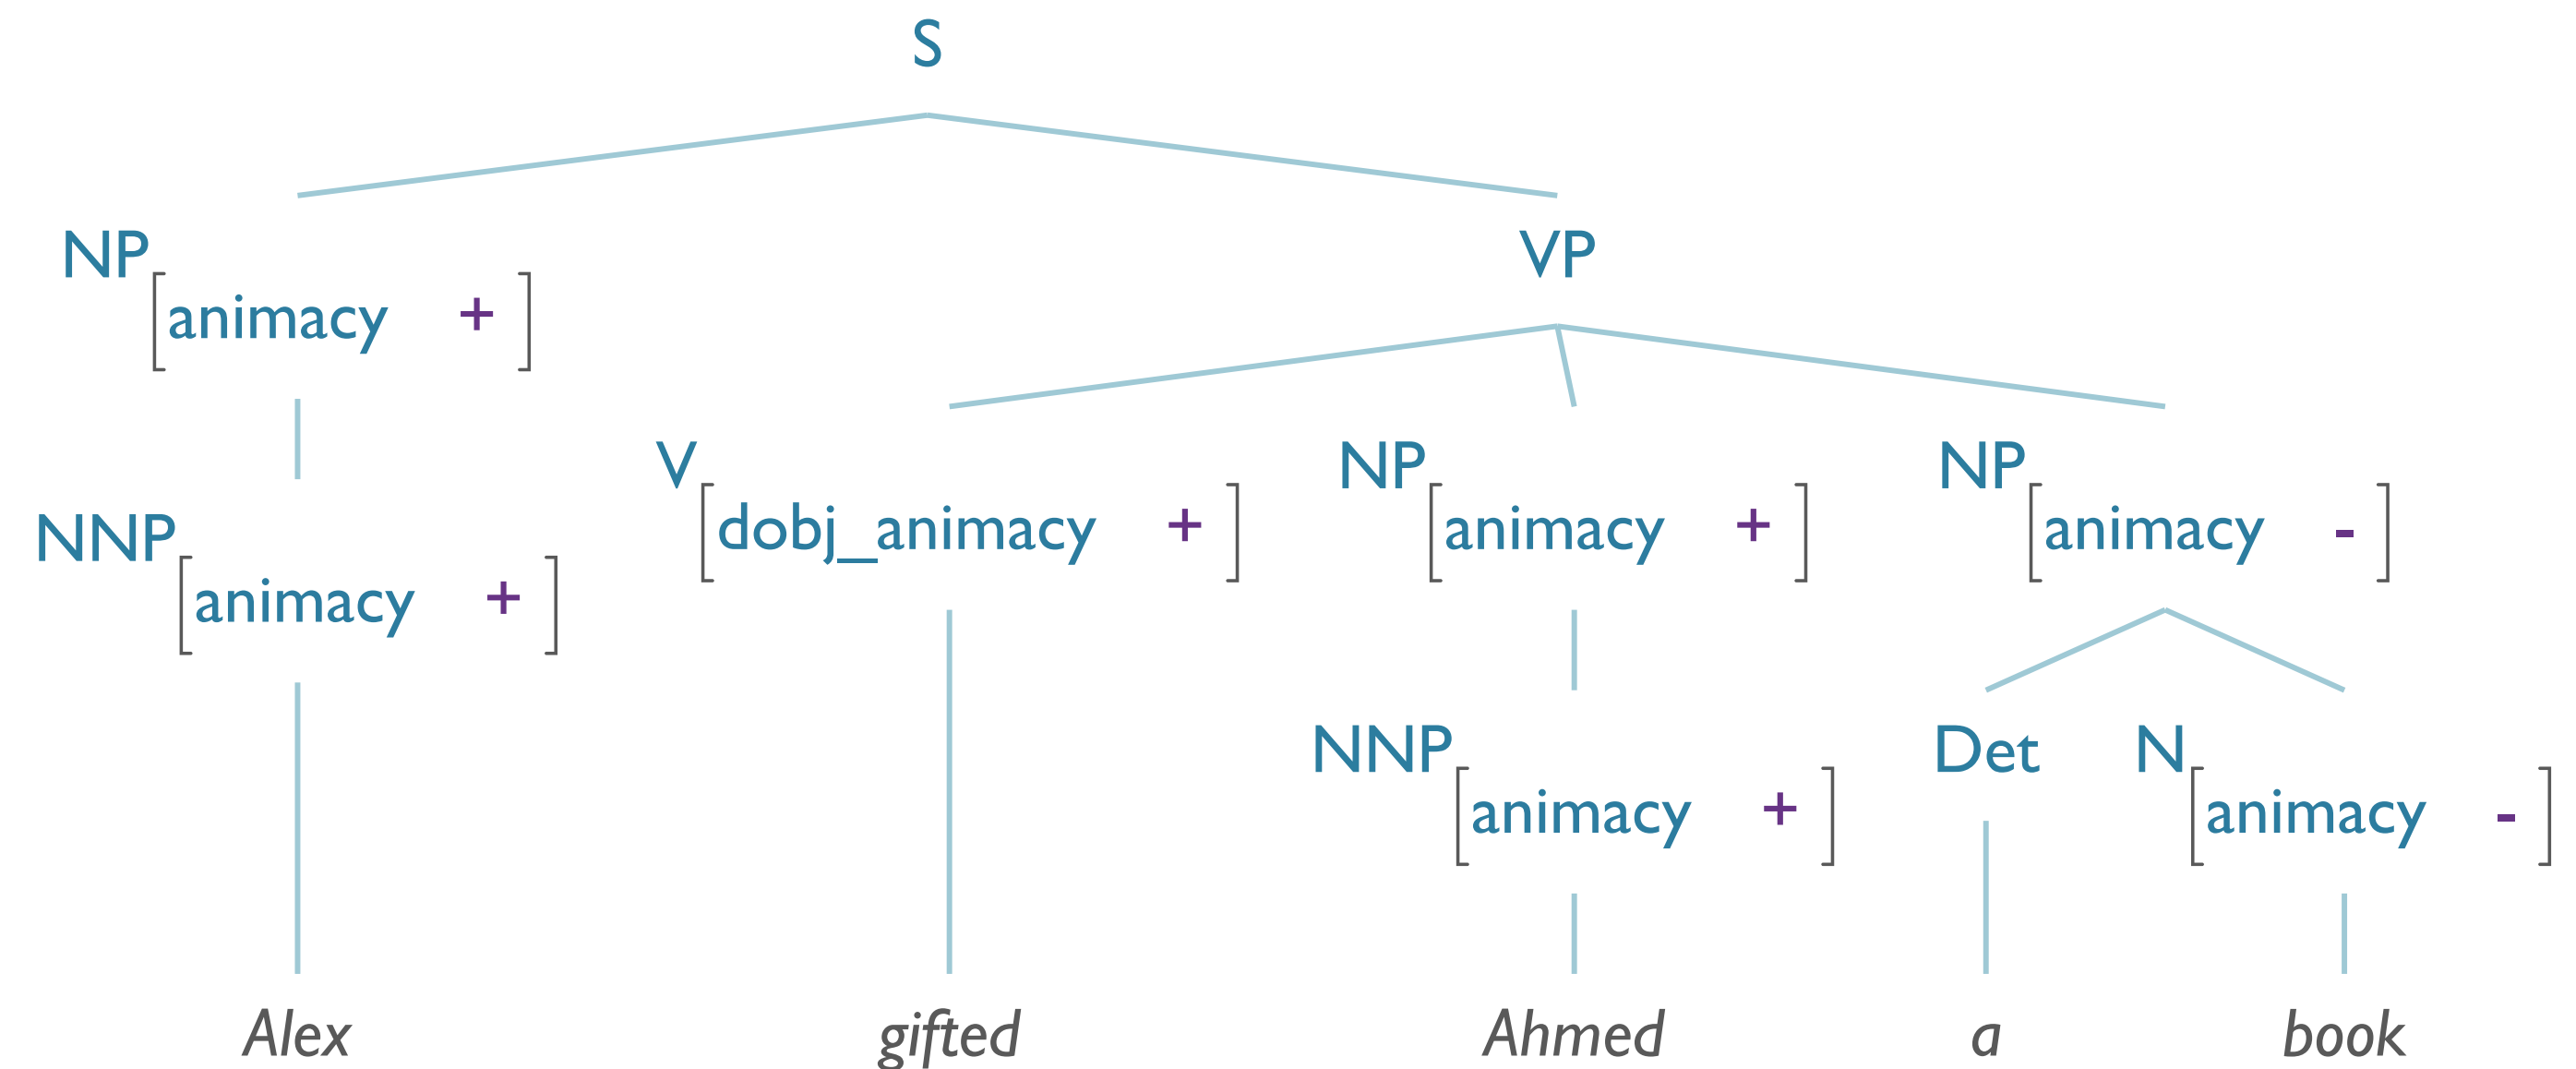 S
NP[animacy +]
VP
V[dobj_animacy +]
NP[animacy +]
NP[animacy -]
NNP[animacy +]
NNP[animacy +]
Det
N[animacy -]
Alex gifted Ahmed a book